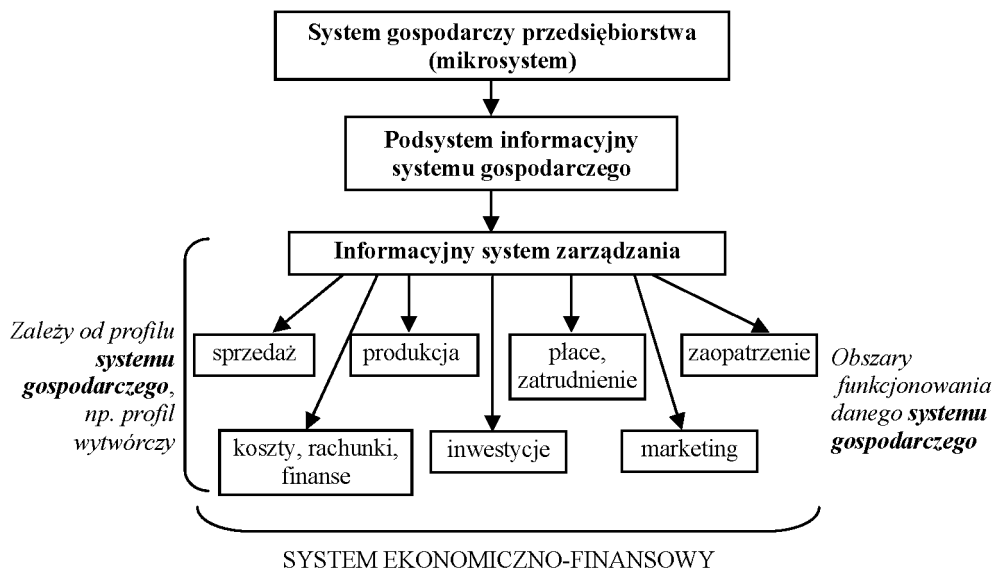 System gospodarczy przedsiębiorstwa
(mikrosystem)
Podsystem informacyjny
systemu gospodarczego
Informacyjny system zarządzania
Zależy od profilu
systemu
gospodarczego,
np. profil
wytwórczy
sprzedaż
produkcja
płace,
zatrudnienie
zaopatrzenie
koszty, rachunki,
finanse
inwestycje
marketing
Obszary
funkcjonowania
danego systemu
gospodarczego
SYSTEM EKONOMICZNO-FINANSOWY